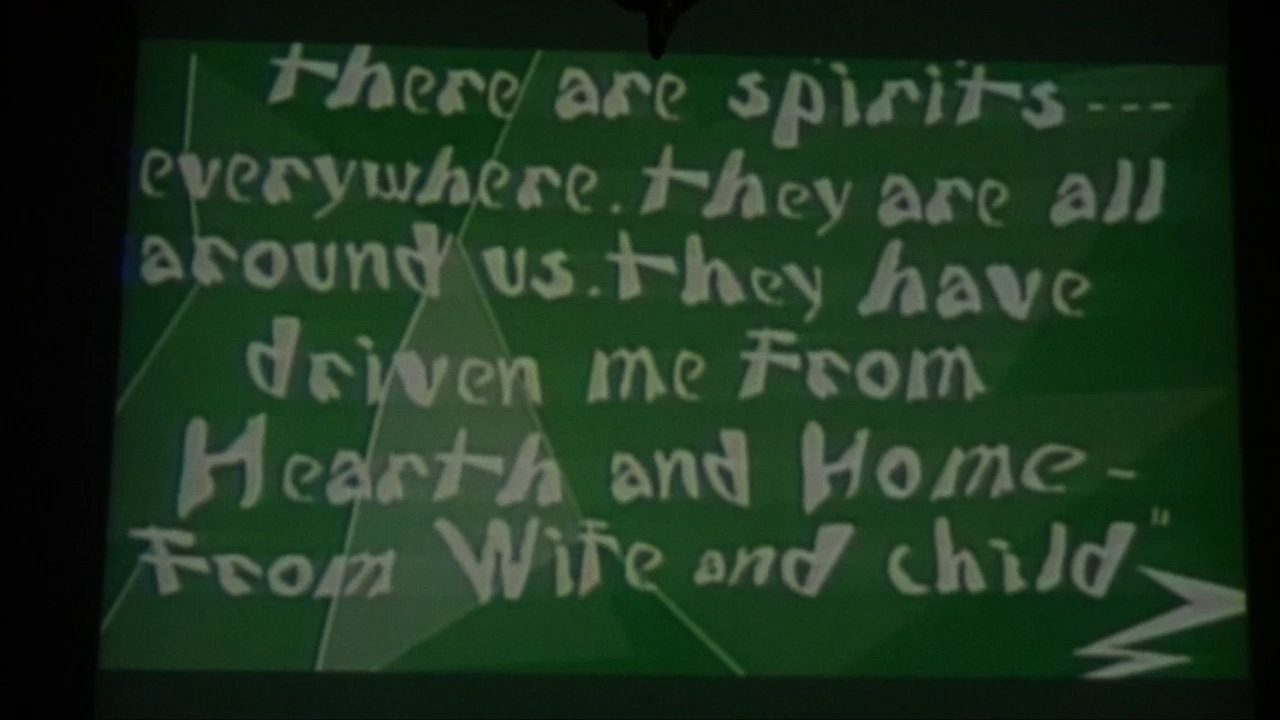 there are spirits---
everywhere. they are all
around us. they have
driven me From
Hearth and Home-
From Wife and child"